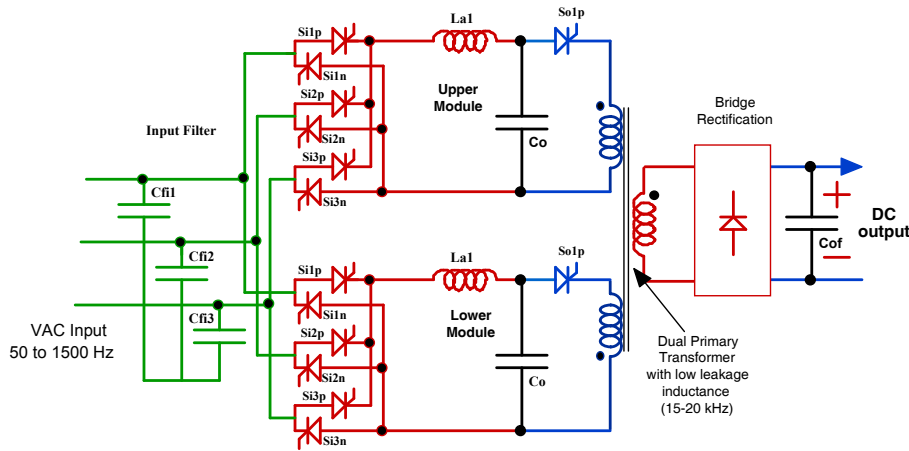 La1
So1p
Si1p
Si1n
Si2p
Upper
Module
Bridge
Rectification
Input Filter
Si2n
Co
Si3p
Cfi1
Si3n
+
DC
output
Cof
Cfi2
Si1p
La1
So1p
VAC Input
50 to 1500 Hz
Cfi3
Si1n
Lower
Module
Si2p
Dual Primary
Transformer
with low leakage
inductance
(15-20 kHz)
Si2n
Co
Si3p
Si3n